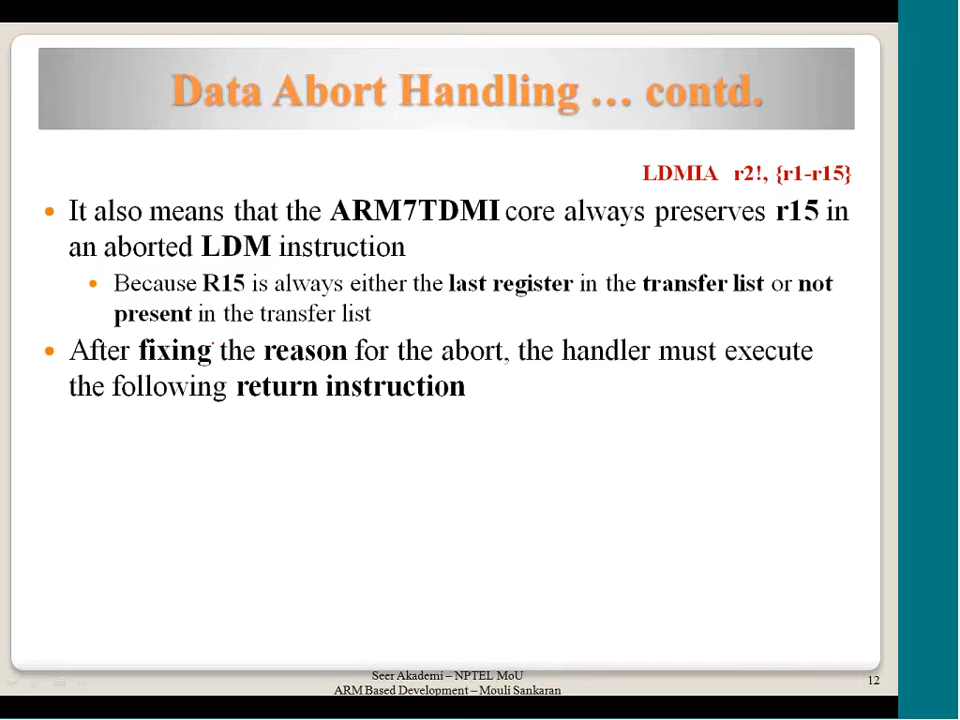 Data Abort Handling … contd.
LDMIA r2!, {r1-r15}
• It also means that the ARM7TDMI core always preserves r15 in
an aborted LDM instruction
• Because R15 is always either the last register in the transfer list or not
present in the transfer list
• After fixing the reason for the abort, the handler must execute
the following return instruction
Seer Akademi – NPTEL MoU
ARM Based Development – Mouli Sankaran
12